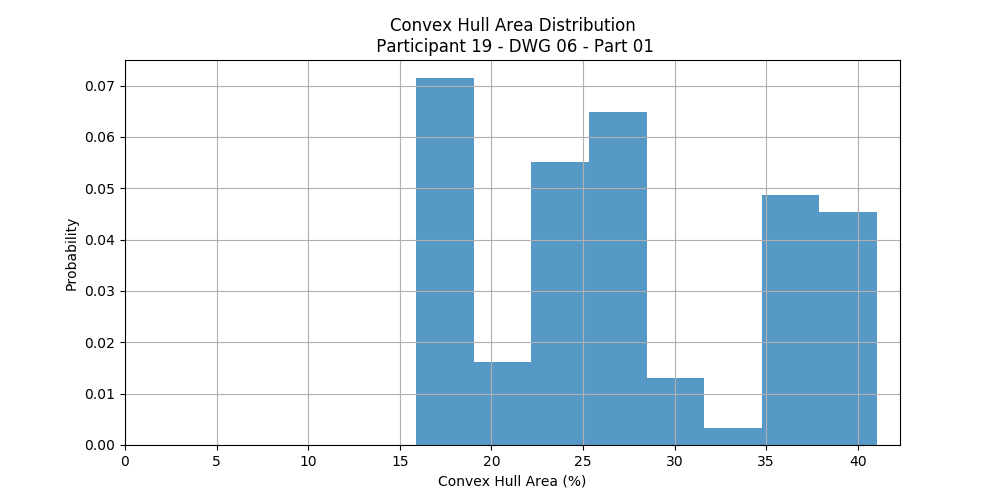 Convex Hull Area Distribution
Participant 19 - DWG 06 - Part 01
0.07
0.06
0.05
0.04
0.03
0.02
0.01
0.00
Probability
0 5 10 15 20 25 30 35 40
Convex Hull Area (%)